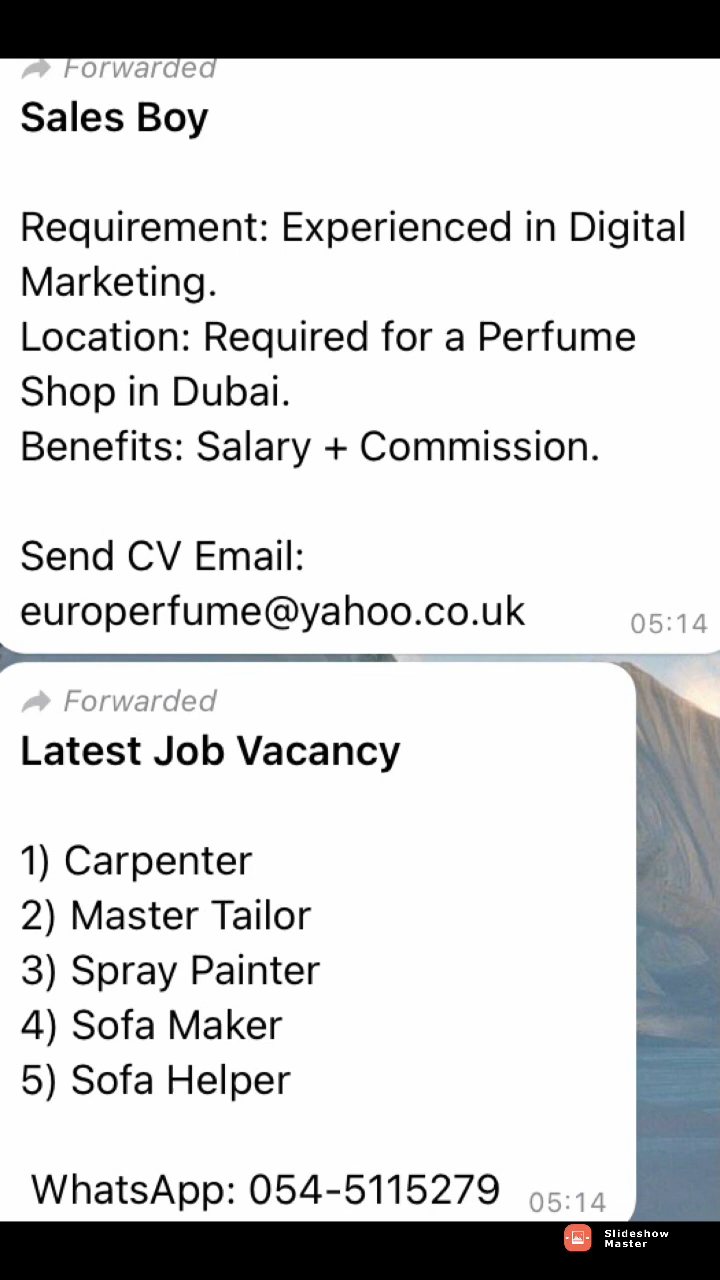 Forwarded
Sales Boy
Requirement: Experienced in Digital
Marketing.
Location: Required for a Perfume
Shop in Dubai.
Benefits: Salary + Commission.
Send CV Email:
europerfume@yahoo.co.uk
05:14
Forwarded
Latest Job Vacancy
1) Carpenter
2) Master Tailor
3) Spray Painter
4) Sofa Maker
5) Sofa Helper
WhatsApp: 054-5115279
05:14
Slideshow
Master